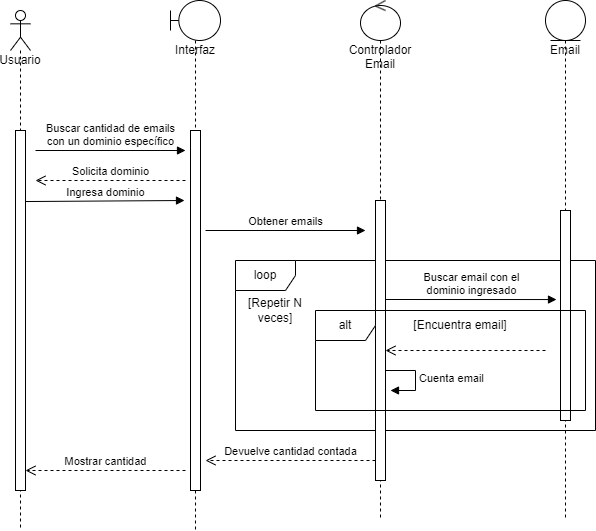 Usuario
Interfaz
Controlador
Email
Email
Buscar cantidad de emails
con un dominio específico
Solicita dominio
Ingresa dominio
Obtener emails
loop
[Repetir N
veces]
Buscar email con el
dominio ingresado
alt
[Encuentra email]
Cuenta email
Devuelve cantidad contada
Mostrar cantidad